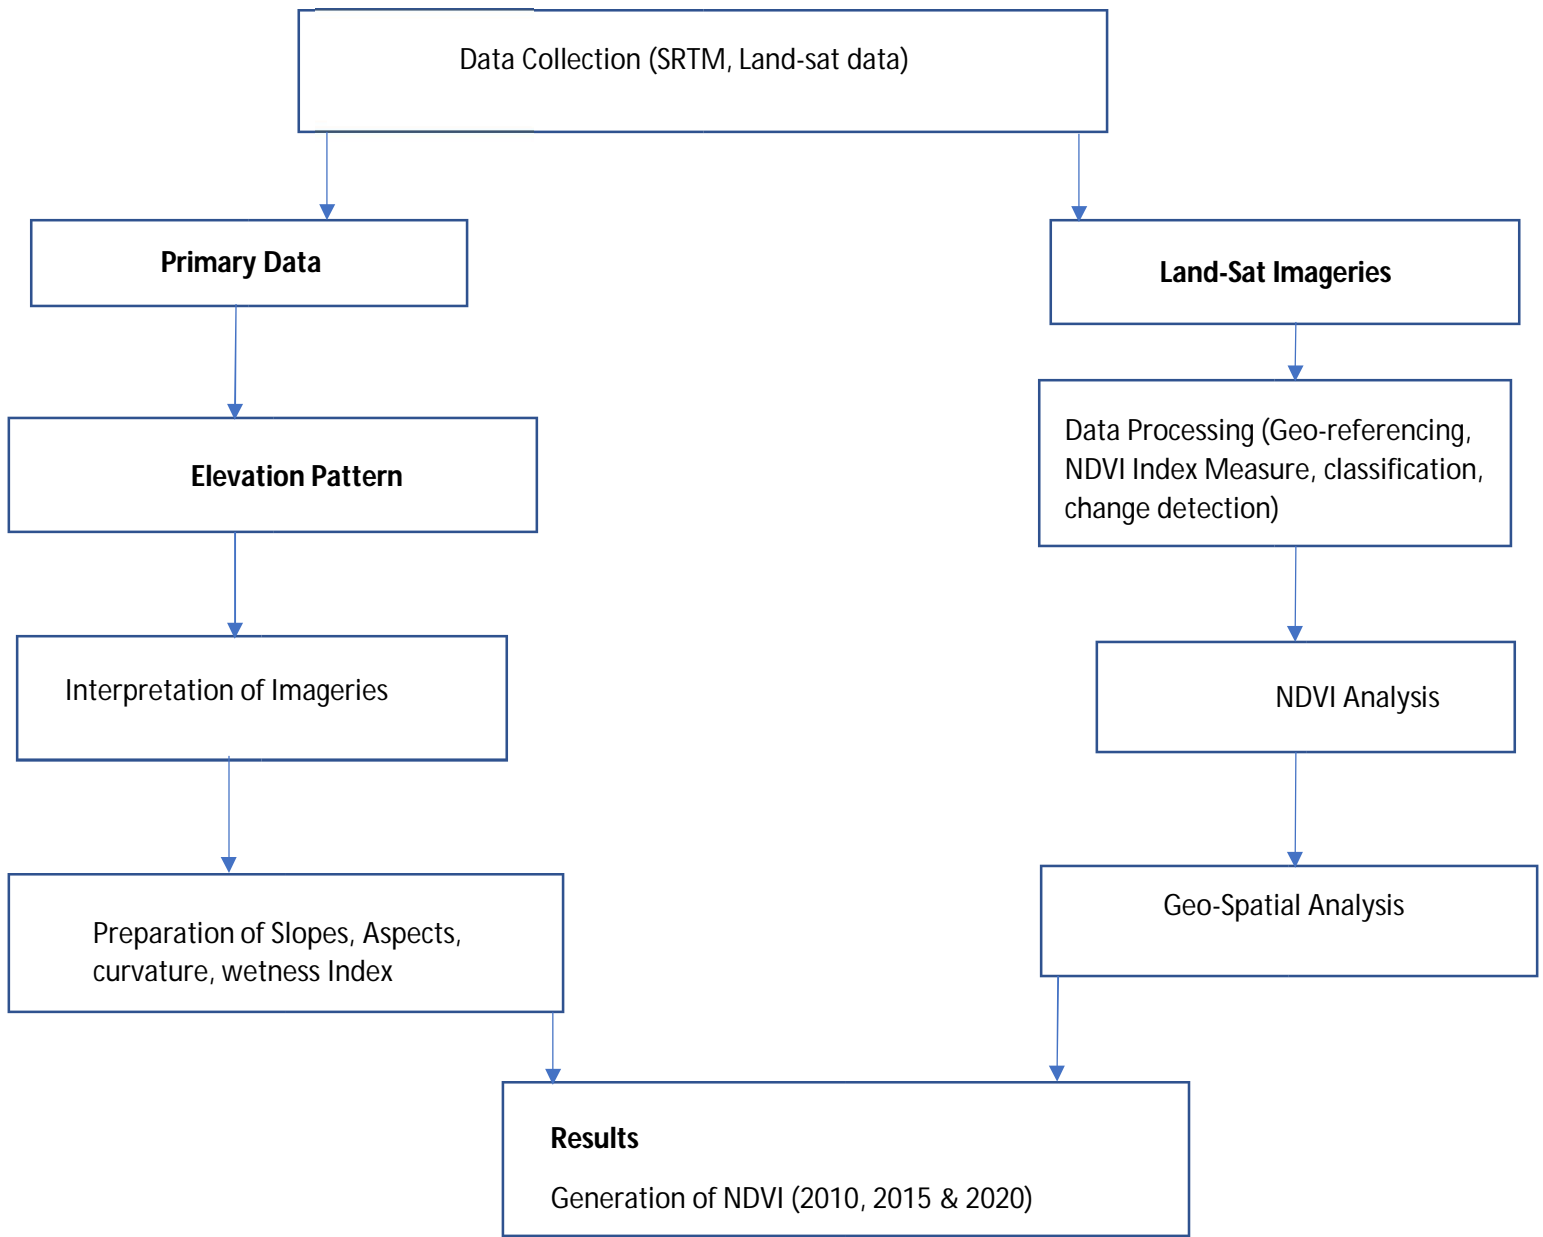 Data Collection (SRTM, Land-sat data)
Primary Data
Land-Sat Imageries
Elevation Pattern
Data Processing (Geo-referencing,
NDVI Index Measure, classification,
change detection)
Interpretation of Imageries
NDVI Analysis
Preparation of Slopes, Aspects,
curvature, wetness Index
Geo-Spatial Analysis
Results
Generation of NDVI (2010, 2015 & 2020)